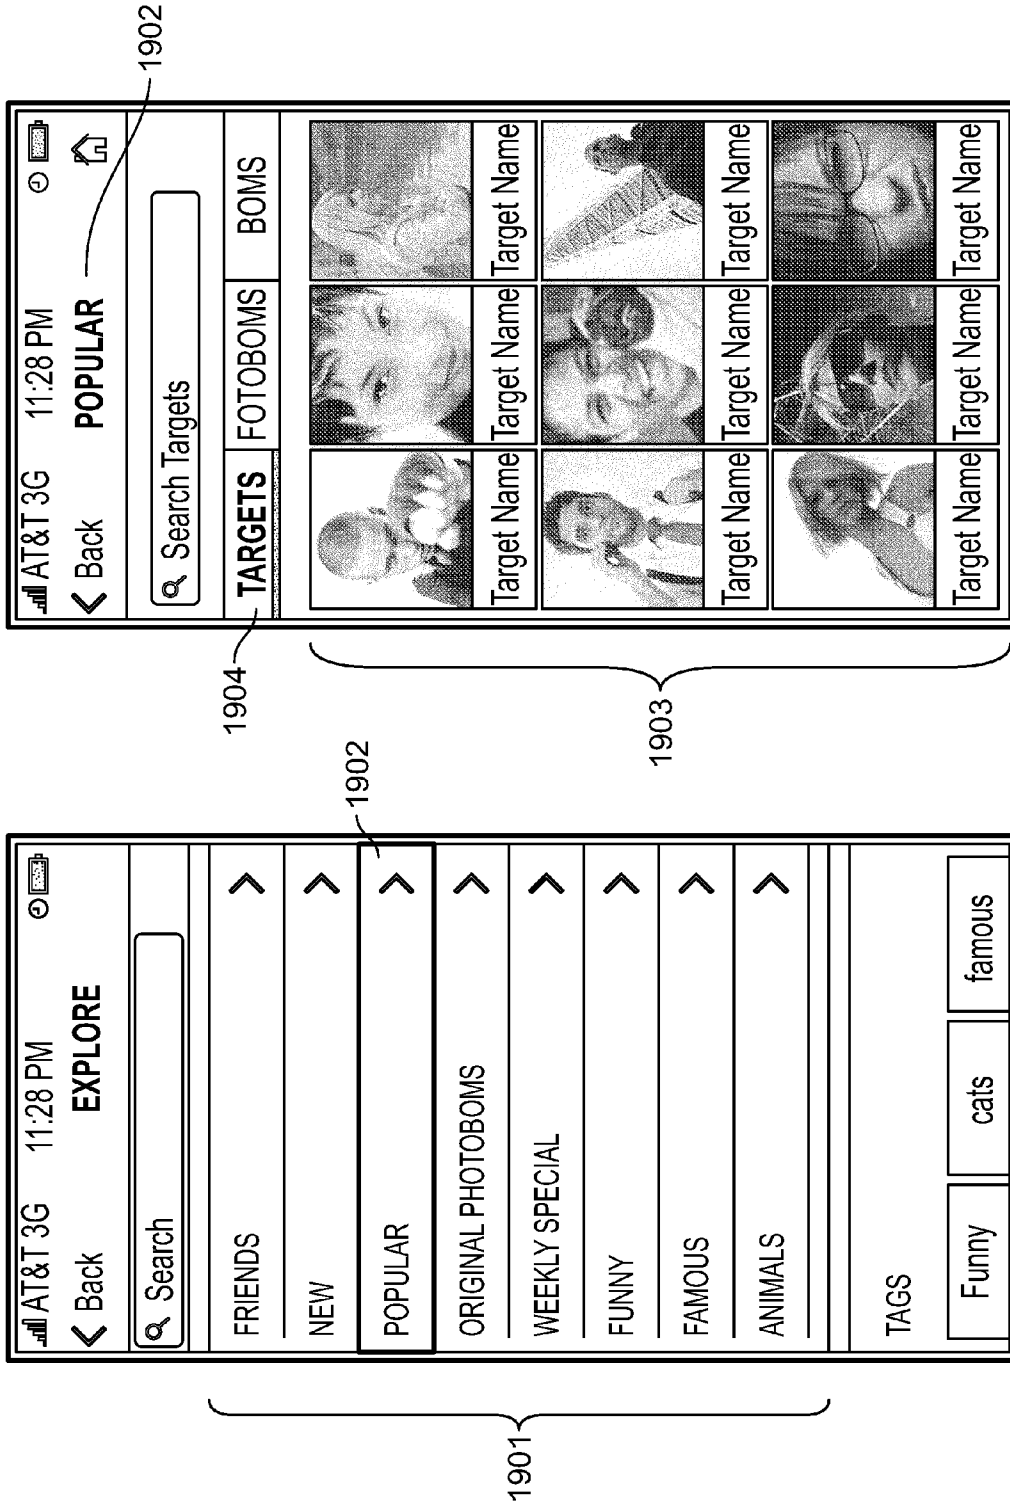 AT&T 3G 11:28 PM
Back EXPLORE
Search
FRIENDS
NEW
POPULAR
1902
ORIGINAL PHOTOBOMS
WEEKLY SPECIAL
FUNNY
FAMOUS
ANIMALS
1901
TAGS
Funny cats famous
AT&T 3G 11:28 PM
Back POPULAR
1902
Search Targets
1904
TARGETS FOTOBOMS BOMS
Target Name Target Name Target Name
Target Name Target Name Target Name
1903
Target Name Target Name Target Name